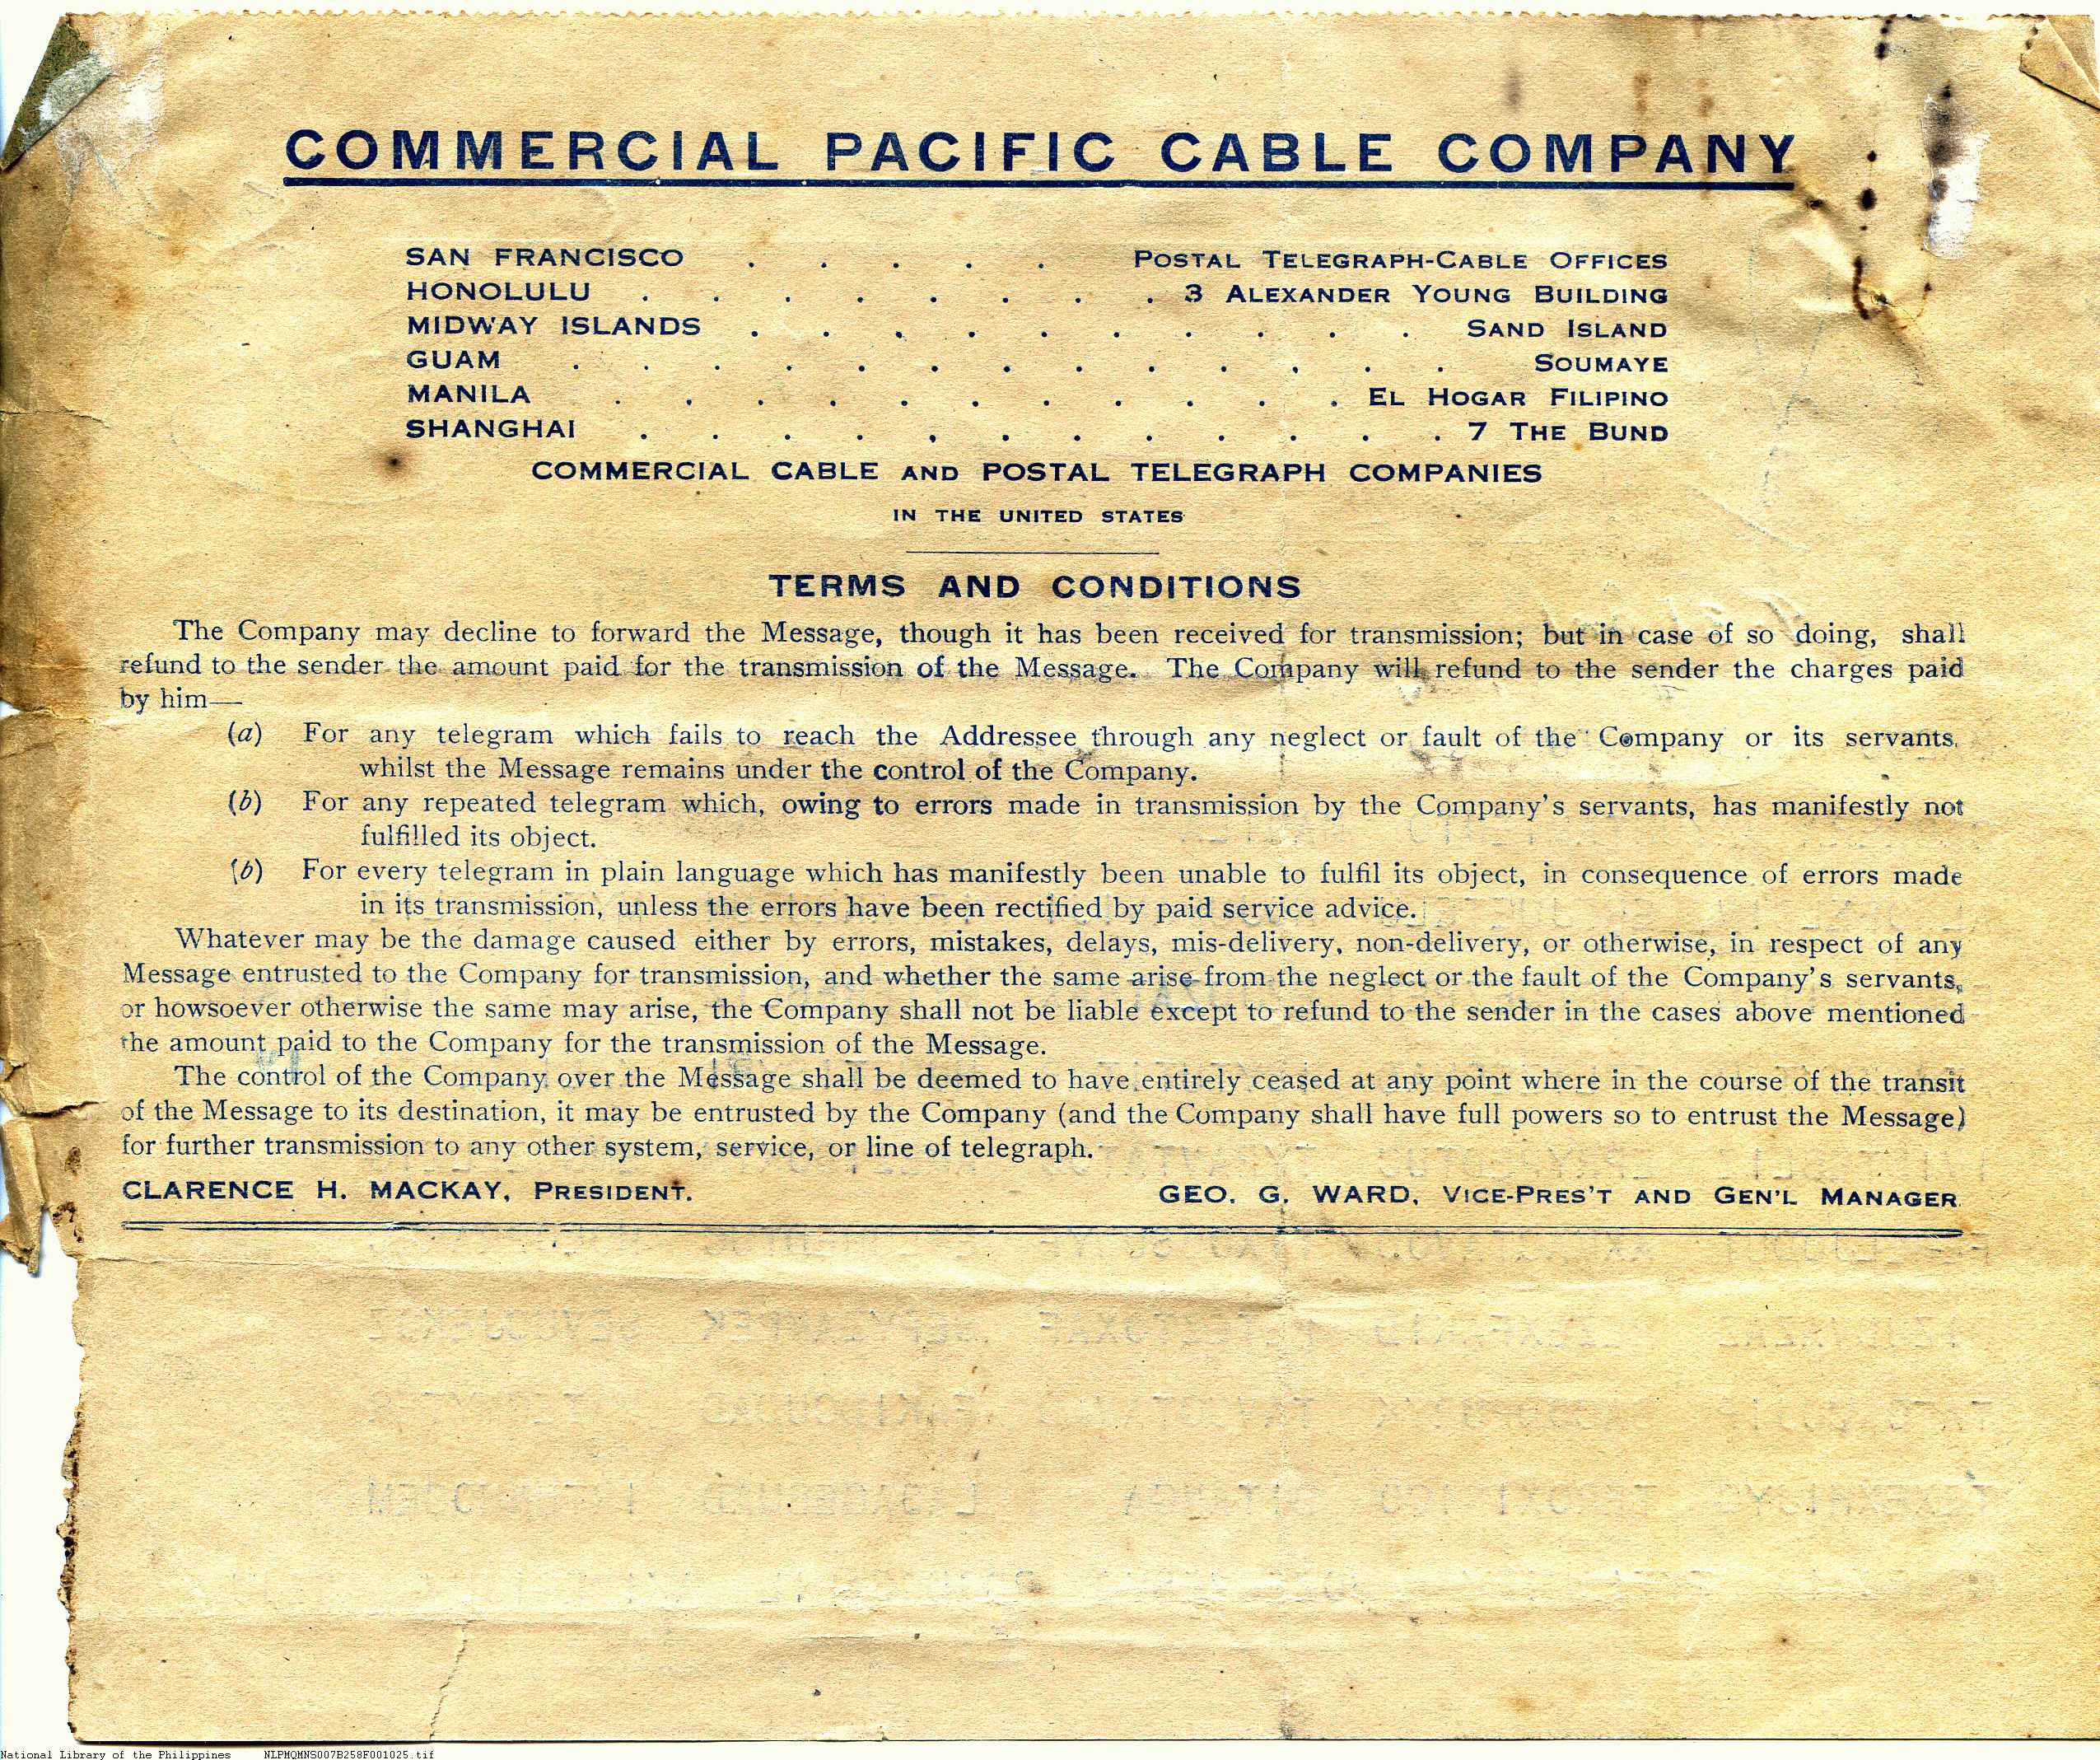 COMMERCIAL PACIFIC CABLE COMPANY
SAN FRANCISCO . . . . . POSTAL TELEGRAPH-CABLE OFFICES
HONOLULU . . . . . . . . 3 ALEXANDER YOUNG BUILDING
MIDWAY ISLANDS . . . . . . . . . . SAND ISLAND
GUAM . . . . . . . . . . . . . SOUMAYE
MANILA . . . . . . . . . . . EL HOGAR FILIPINO
SHANGHAI . . . . . . . . . . . . 7 THE BUND
COMMERCIAL CABLE AND POSTAL TELEGRAPH COMPANIES
IN THE UNITED STATES
TERMS AND CONDITIONS
The Company may decline to forward the Message, though it has been received for transmission; but in case of so doing, shall
refund to the sender the amount paid for the transmission of the Message. The Company will refund to the sender the charges paid
by him—
(a) For any telegram which fails to reach the Addressee through any neglect or fault of the Company or its servants,
whilst the Message remains under the control of the Company.
(b) For any repeated telegram which, owing to errors made in transmission by the Company's servants, has manifestly not
fulfilled its object.
(b) For every telegram in plain language which has manifestly been unable to fulfil its object, in consequence of errors made
in its transmission, unless the errors have been rectified by paid service advice.
Whatever may be the damage caused either by errors, mistakes, delays, mis-delivery, non-delivery, or otherwise, in respect of any
Message entrusted to the Company for transmission, and whether the same arise from the neglect or the fault of the Company's servants,
or howsoever otherwise the same may arise, the Company shall not be liable except to refund to the sender in the cases above mentioned
the amount paid to the Company for the transmission of the Message.
The control of the Company over the Message shall be deemed to have entirely ceased at any point where in the course of the transit
of the Message to its destination, it may be entrusted by the Company (and the Company shall have full powers so to entrust the Message)
for further transmission to any other system, service, or line of telegraph.
CLARENCE H. MACKAY, PRESIDENT. GEO. G. WARD, VICE-PRES'T AND GEN'L MANAGER.
National Library of the Philippines NLPMQMNS007B258F001025.tif